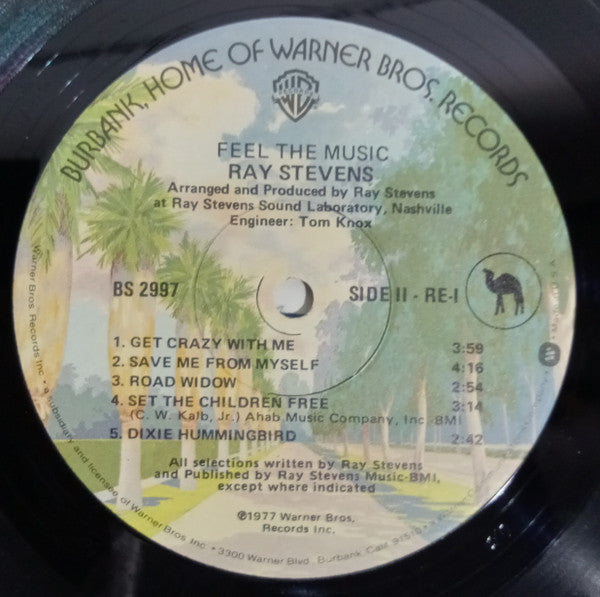 BURBANK, HOME OF WARNER BROS. RECORDS
FEEL THE MUSIC
RAY STEVENS
Arranged and Produced by Ray Stevens
at Ray Stevens Sound Laboratory, Nashville
Engineer: Tom Knox
BS 2997
SIDE II - RE-I
1. GET CRAZY WITH ME 3:59
2. SAVE ME FROM MYSELF 4:16
3. ROAD WIDOW 2:54
4. SET THE CHILDREN FREE 3:14
(C. W. Kalb, Jr.) Ahab Music Company, Inc.-BMI
5. DIXIE HUMMINGBIRD 2:42
All selections written by Ray Stevens
and Published by Ray Stevens Music-BMI,
except where indicated
℗1977 Warner Bros.
Records Inc.
Warner Bros. Records Inc. • a subsidiary and licensee of Warner Bros. Inc. • 3300 Warner Blvd. Burbank, Calif.